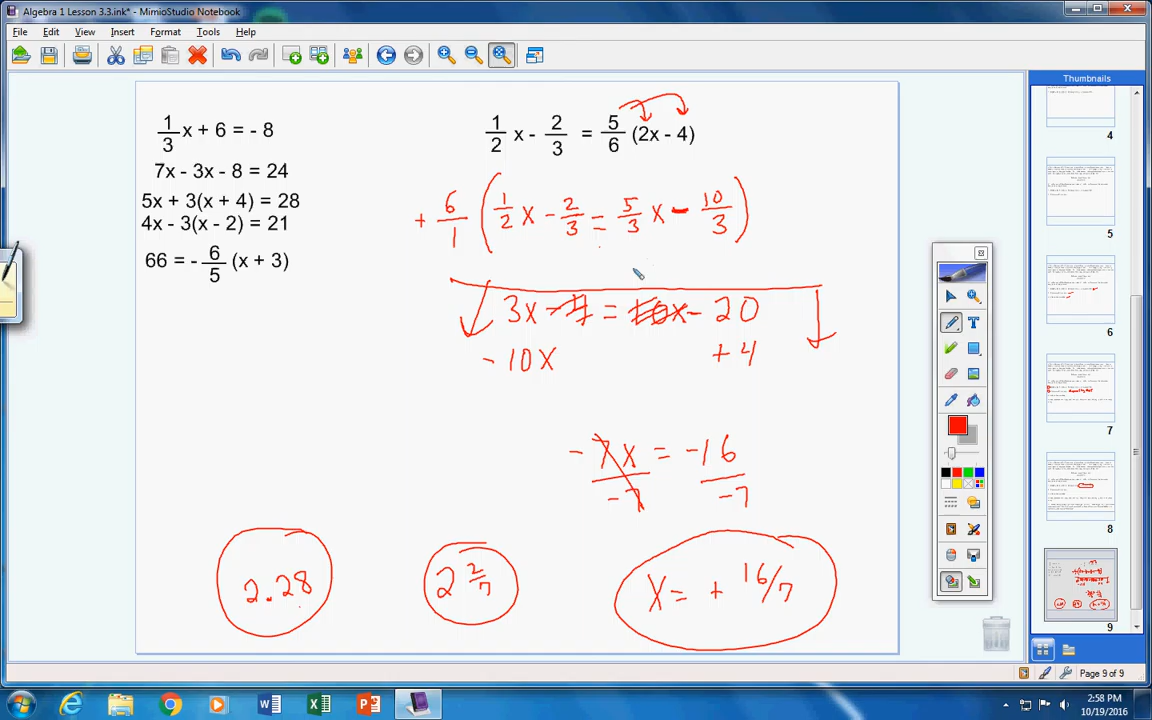 Algebra 1 Lesson 3.3.ink* - MimioStudio Notebook
File Edit View Insert Format Tools Help
Thumbnails
1/3 x + 6 = - 8
7x - 3x - 8 = 24
5x + 3(x + 4) = 28
4x - 3(x - 2) = 21
66 = - 6/5 (x + 3)
1/2 x - 2/3 = 5/6 (2x - 4)
+ 6/1 ( 1/2 x - 2/3 = 5/3 x - 10/3 )
3x - 4 = 10x - 20
- 10x + 4
- 7x = -16
-7 -7
2.28
2 2/7
x = + 16/7
4
5
6
7
8
9
Page 9 of 9
2:58 PM
10/19/2016